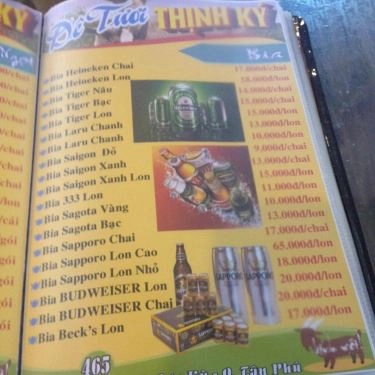 Dê Tươi THỊNH KÝ
Bia
Bia Heineken Chai 17.000đ/chai
Bia Heineken Lon 18.000đ/lon
Bia Tiger Nâu 14.000đ/chai
Bia Tiger Bạc 15.000đ/chai
Bia Tiger Lon 15.000đ/lon
Bia Laru Chanh 13.000đ/lon
Bia Laru Chanh 10.000đ/lon
Bia Saigon Đỏ 9.000đ/chai
Bia Saigon Xanh 13.000đ/chai
Bia Saigon Xanh Lon 15.000đ/lon
Bia 333 Lon 11.000đ/lon
Bia Sagota Vàng 10.000đ/lon
Bia Sagota Bạc 13.000đ/lon
Bia Sapporo Chai 17.000đ/chai
Bia Sapporo Lon Cao 65.000đ/lon
Bia Sapporo Lon Nhỏ 18.000đ/lon
Bia BUDWEISER Lon 20.000đ/lon
Bia BUDWEISER Chai 20.000đ/chai
Bia Beck's Lon 17.000đ/lon
SAPPORO
465
Q. Tân Phú